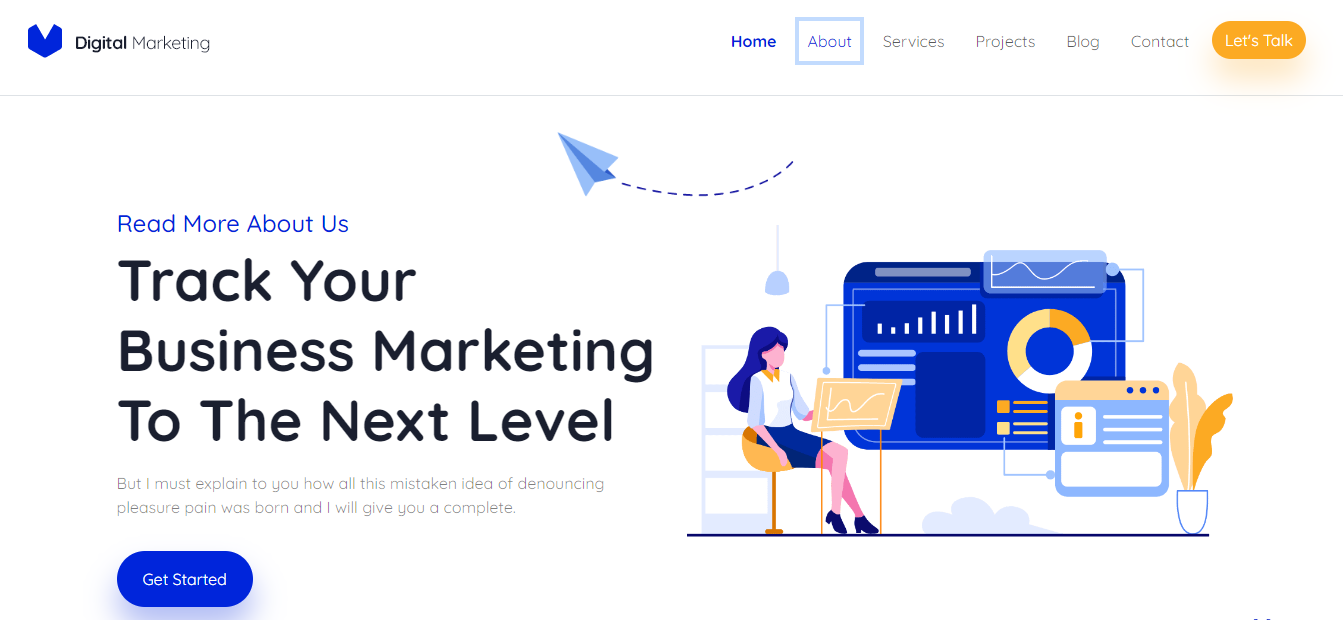 Digital Marketing
Home About Services Projects Blog Contact Let's Talk
Read More About Us
Track Your
Business Marketing
To The Next Level
But I must explain to you how all this mistaken idea of denouncing
pleasure pain was born and I will give you a complete.
Get Started